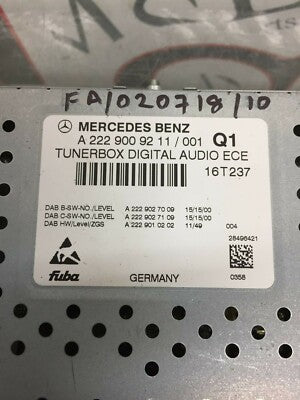 FA/020718/10
MERCEDES BENZ
A 222 900 92 11 / 001 Q1
TUNERBOX DIGITAL AUDIO ECE
16T237
DAB B-SW-NO./LEVEL A 222 902 70 09 15/15/00
DAB C-SW-NO./LEVEL A 222 902 71 09 15/15/00
DAB HW/Level/ZGS A 222 901 02 02 11/49 004
28496421
fuba GERMANY 0358